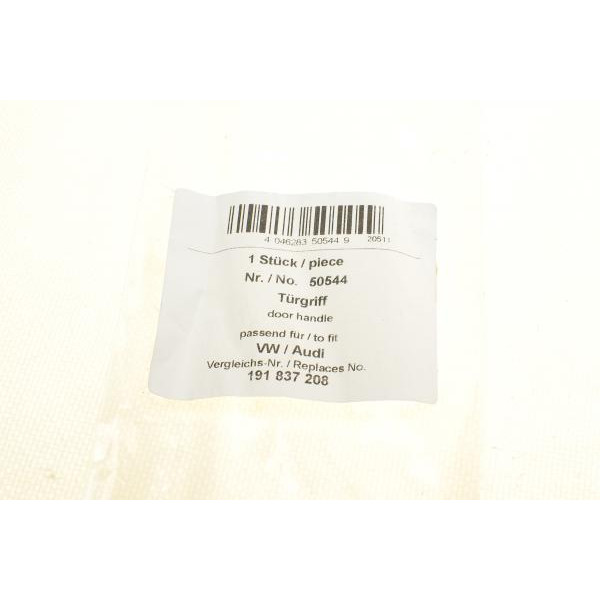 4 046283 50544 9 20511
1 Stück / piece
Nr. / No. 50544
Türgriff
door handle
passend für / to fit
VW / Audi
Vergleichs-Nr. / Replaces No.
191 837 208